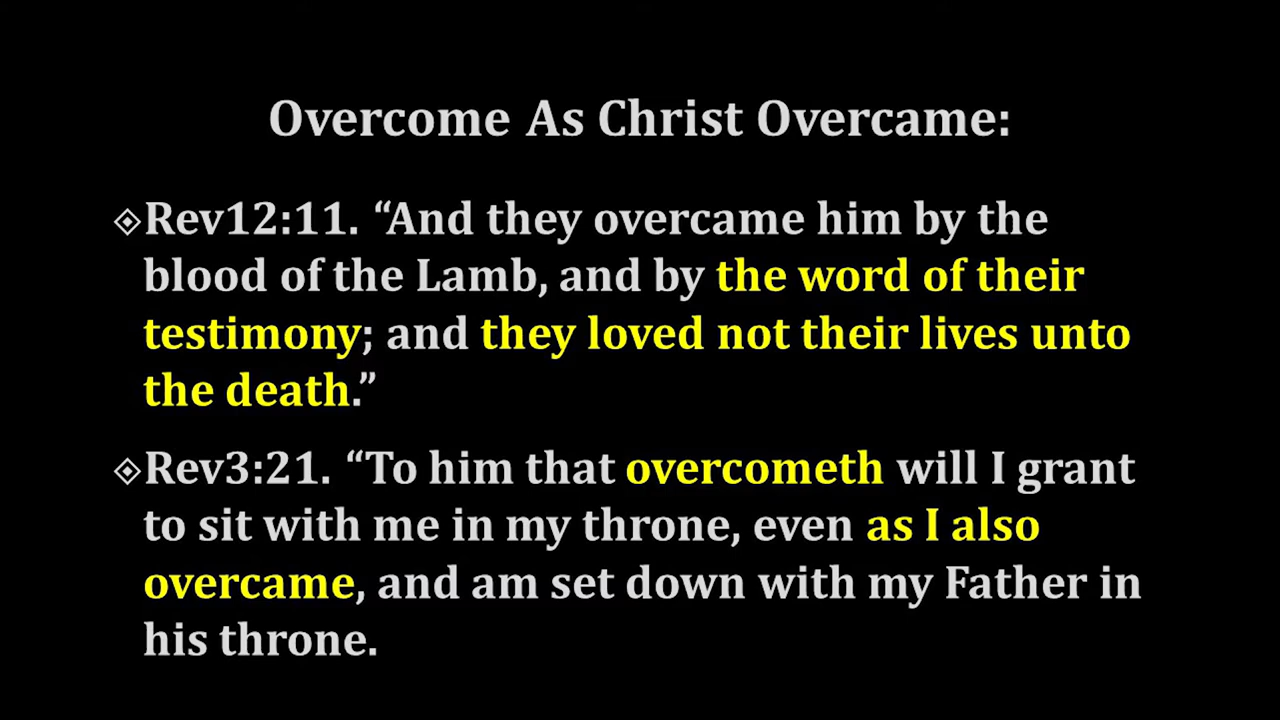 Overcome As Christ Overcame:
◈Rev12:11. “And they overcame him by the
blood of the Lamb, and by the word of their
testimony; and they loved not their lives unto
the death.”
◈Rev3:21. “To him that overcometh will I grant
to sit with me in my throne, even as I also
overcame, and am set down with my Father in
his throne.